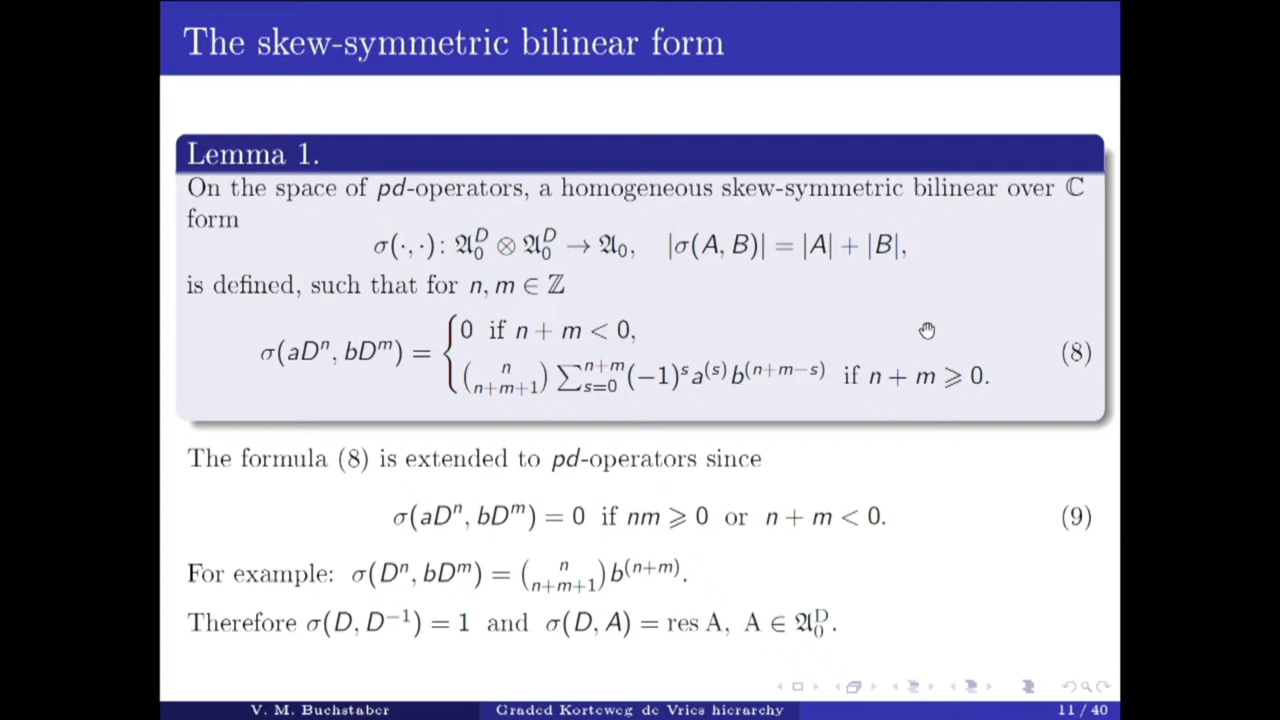 The skew-symmetric bilinear form
Lemma 1.
On the space of pd-operators, a homogeneous skew-symmetric bilinear over ℂ
form
σ(·,·): 𝔄₀ᴰ ⊗ 𝔄₀ᴰ → 𝔄₀, |σ(A, B)| = |A| + |B|,
is defined, such that for n, m ∈ ℤ
σ(aDⁿ, bDᵐ) = { 0 if n + m < 0,
\binom{n}{n+m+1} ∑_{s=0}^{n+m} (−1)^s a^{(s)} b^{(n+m−s)} if n + m ⩾ 0. (8)
The formula (8) is extended to pd-operators since
σ(aDⁿ, bDᵐ) = 0 if nm ⩾ 0 or n + m < 0. (9)
For example: σ(Dⁿ, bDᵐ) = \binom{n}{n+m+1} b^{(n+m)}.
Therefore σ(D, D⁻¹) = 1 and σ(D, A) = res A, A ∈ 𝔄₀ᴰ.
V. M. Buchstaber Graded Korteweg de Vries hierarchy 11 / 40